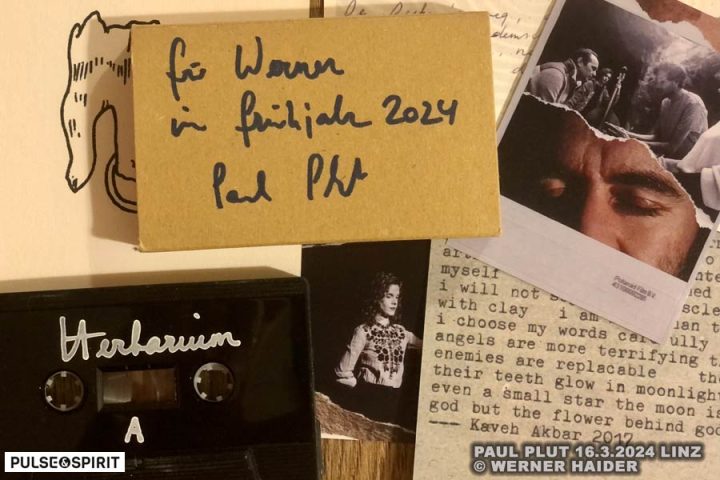 für Werner
im frühjahr 2024
Paul Plut
Polaroid Film B.V.
myself
i will not
with clay i am
i choose my words carefully
angels are more terrifying
enemies are replacable
their teeth glow in moonlight
even a small star the moon is
god but the flower behind god
--- Kaveh Akbar 2017
Herbarium
A
PULSE&SPIRIT
PAUL PLUT 16.3.2024 LINZ
© WERNER HAIDER